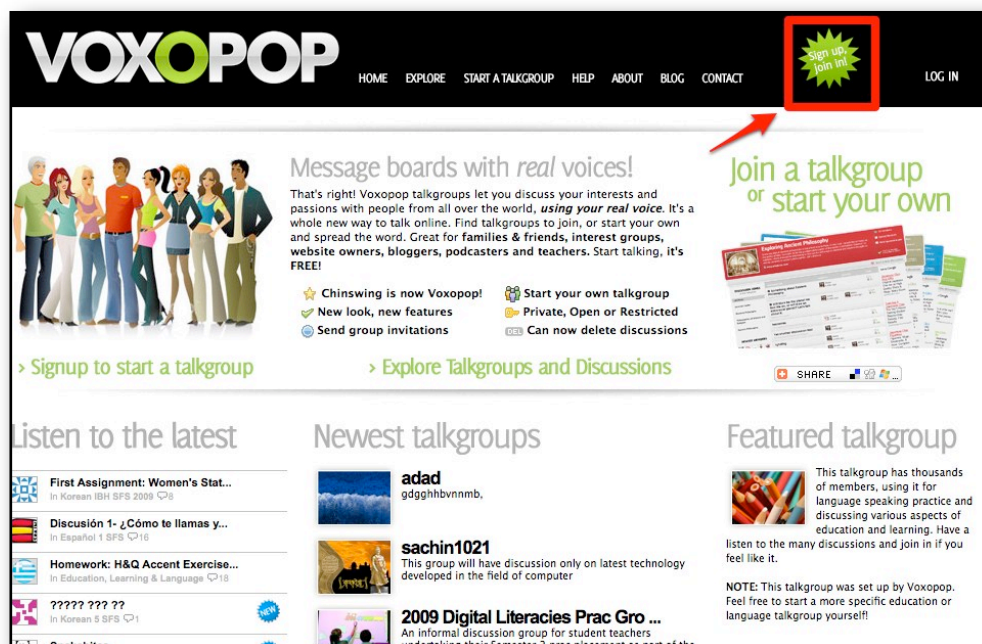 VOXOPOP
HOME EXPLORE START A TALKGROUP HELP ABOUT BLOG CONTACT
Sign up,
join in!
LOG IN
Message boards with real voices!
That's right! Voxopop talkgroups let you discuss your interests and
passions with people from all over the world, using your real voice. It's a
whole new way to talk online. Find talkgroups to join, or start your own
and spread the word. Great for families & friends, interest groups,
website owners, bloggers, podcasters and teachers. Start talking, it's
FREE!
Chinswing is now Voxopop!
New look, new features
Send group invitations
Start your own talkgroup
Private, Open or Restricted
DEL Can now delete discussions
Join a talkgroup
or start your own
Exploring Ancient Philosophy
› Signup to start a talkgroup
› Explore Talkgroups and Discussions
SHARE
Listen to the latest
First Assignment: Women's Stat...
In Korean IBH SFS 2009 8
Discusión 1- ¿Cómo te llamas y...
In Español 1 SFS 16
Homework: H&Q Accent Exercise...
In Education, Learning & Language 18
????? ??? ??
In Korean 5 SFS 1
NEW
Newest talkgroups
adad
gdgghhbvnnmb,
sachin1021
This group will have discussion only on latest technology
developed in the field of computer
2009 Digital Literacies Prac Gro ...
An informal discussion group for student teachers
Featured talkgroup
This talkgroup has thousands
of members, using it for
language speaking practice and
discussing various aspects of
education and learning. Have a
listen to the many discussions and join in if you
feel like it.
NOTE: This talkgroup was set up by Voxopop.
Feel free to start a more specific education or
language talkgroup yourself!